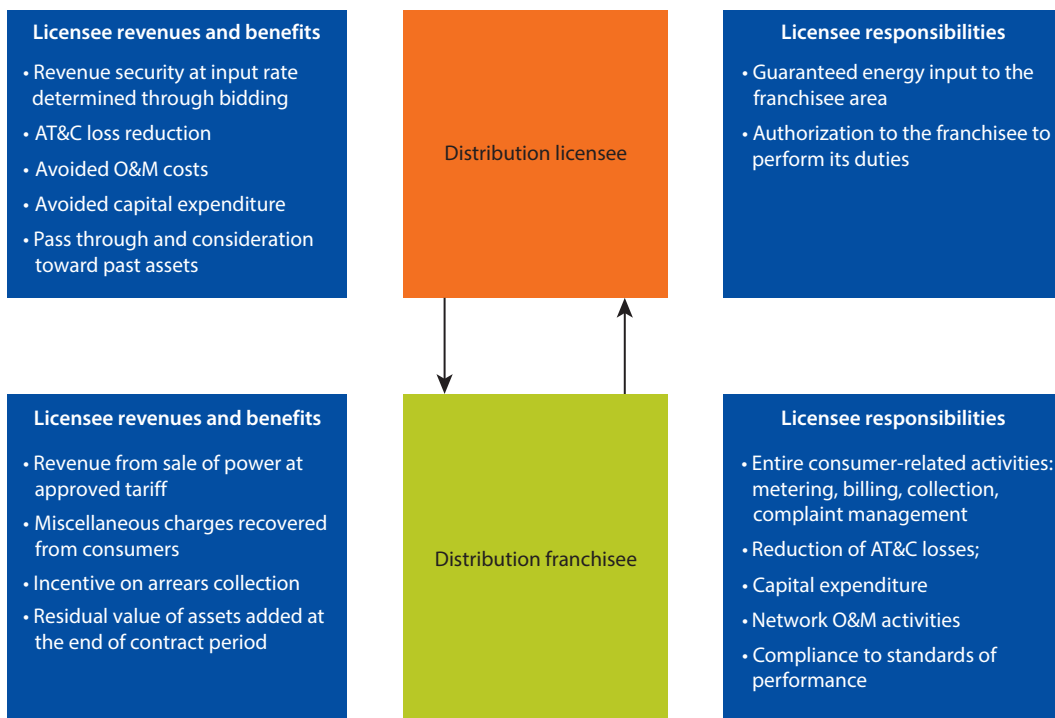 Licensee revenues and benefits
• Revenue security at input rate
determined through bidding
• AT&C loss reduction
• Avoided O&M costs
• Avoided capital expenditure
• Pass through and consideration
toward past assets
Distribution licensee
Licensee responsibilities
• Guaranteed energy input to the
franchisee area
• Authorization to the franchisee to
perform its duties
Licensee revenues and benefits
• Revenue from sale of power at
approved tariff
• Miscellaneous charges recovered
from consumers
• Incentive on arrears collection
• Residual value of assets added at
the end of contract period
Distribution franchisee
Licensee responsibilities
• Entire consumer-related activities:
metering, billing, collection,
complaint management
• Reduction of AT&C losses;
• Capital expenditure
• Network O&M activities
• Compliance to standards of
performance